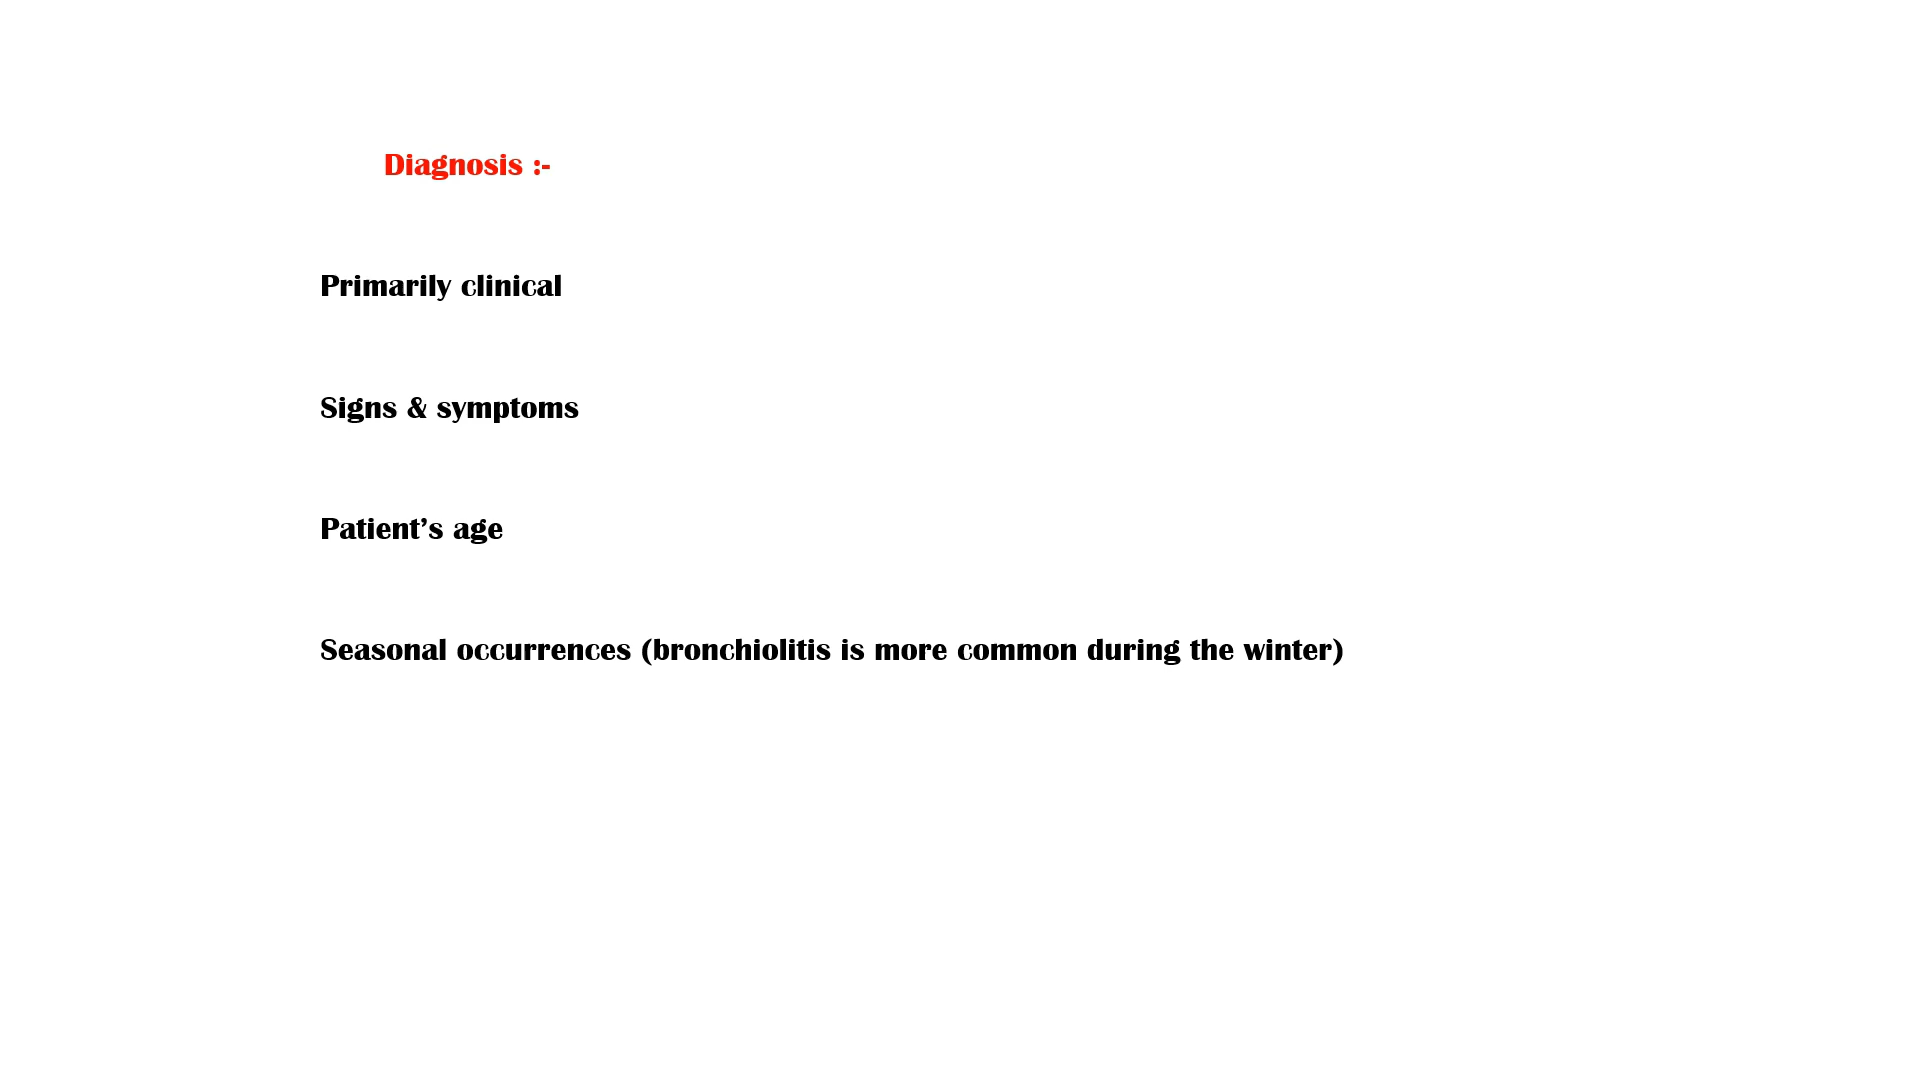 Diagnosis :-
Primarily clinical
Signs & symptoms
Patient’s age
Seasonal occurrences (bronchiolitis is more common during the winter)